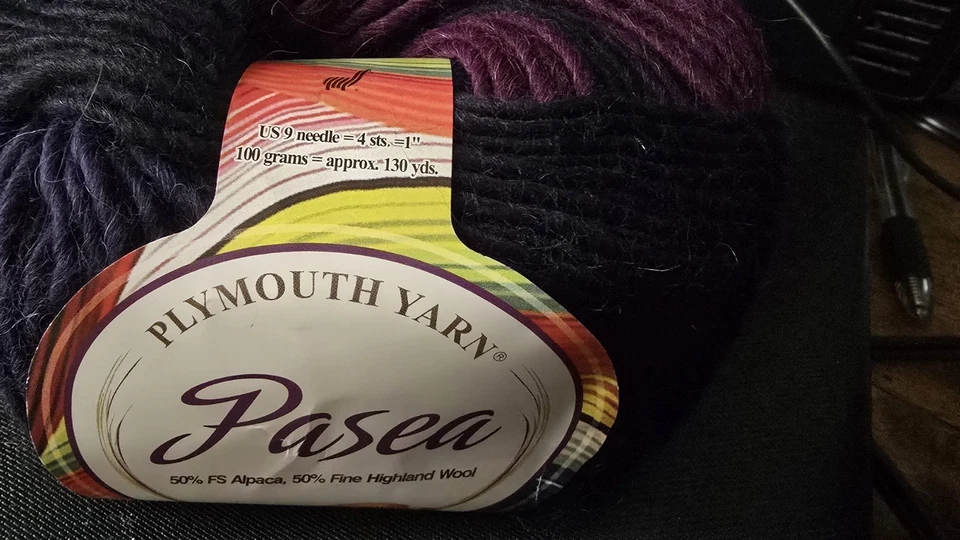 US 9 needle = 4 sts. =1"
100 grams = approx. 130 yds.
PLYMOUTH YARN®
Pasea
50% FS Alpaca, 50% Fine Highland Wool